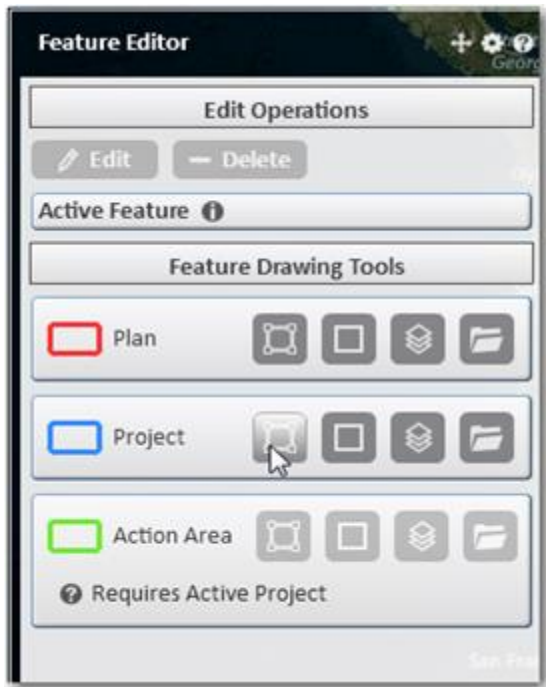 Feature Editor
Edit Operations
Edit
Delete
Active Feature
Feature Drawing Tools
Plan
Project
Action Area
Requires Active Project